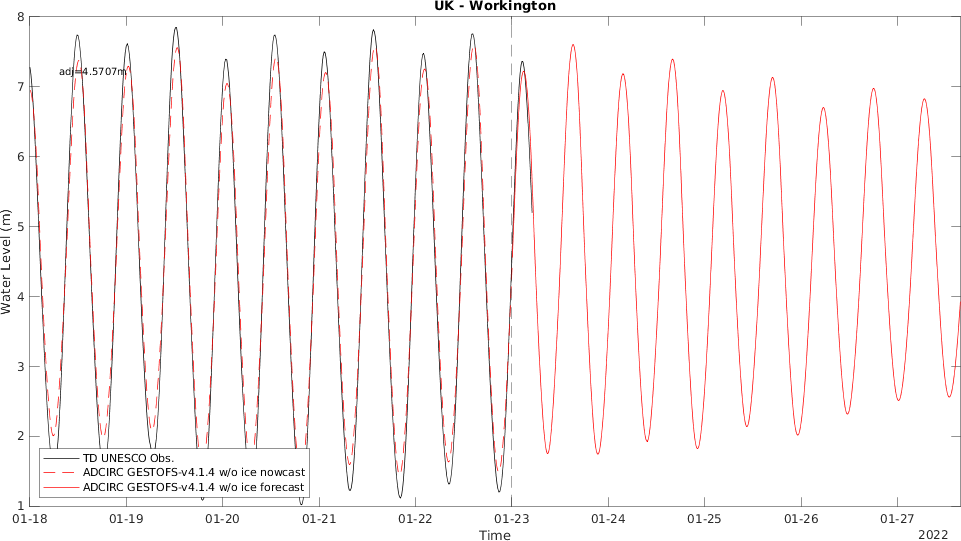 UK - Workington
8
adj=4.5707m
7
6
5
4
3
2
1
Water Level (m)
TD UNESCO Obs.
ADCIRC GESTOFS-v4.1.4 w/o ice nowcast
ADCIRC GESTOFS-v4.1.4 w/o ice forecast
01-18 01-19 01-20 01-21 01-22 01-23 01-24 01-25 01-26 01-27
Time
2022